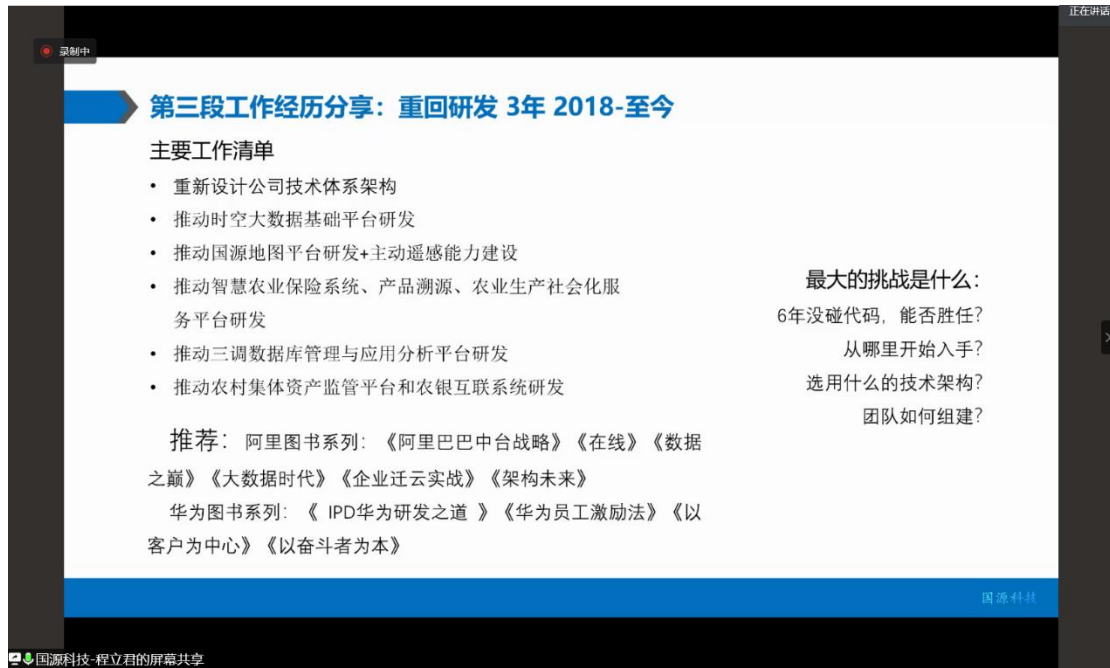 正在讲话
录制中
第三段工作经历分享：重回研发 3年 2018-至今
主要工作清单
• 重新设计公司技术体系架构
• 推动时空大数据基础平台研发
• 推动国源地图平台研发+主动遥感能力建设
• 推动智慧农业保险系统、产品溯源、农业生产社会化服
务平台研发
• 推动三调数据库管理与应用分析平台研发
• 推动农村集体资产监管平台和农银互联系统研发
最大的挑战是什么：
6年没碰代码，能否胜任？
从哪里开始入手？
选用什么的技术架构？
团队如何组建？
推荐：阿里图书系列：《阿里巴巴中台战略》《在线》《数据
之巅》《大数据时代》《企业迁云实战》《架构未来》
华为图书系列：《 IPD华为研发之道 》《华为员工激励法》《以
客户为中心》《以奋斗者为本》
国源科技
国源科技-程立君的屏幕共享